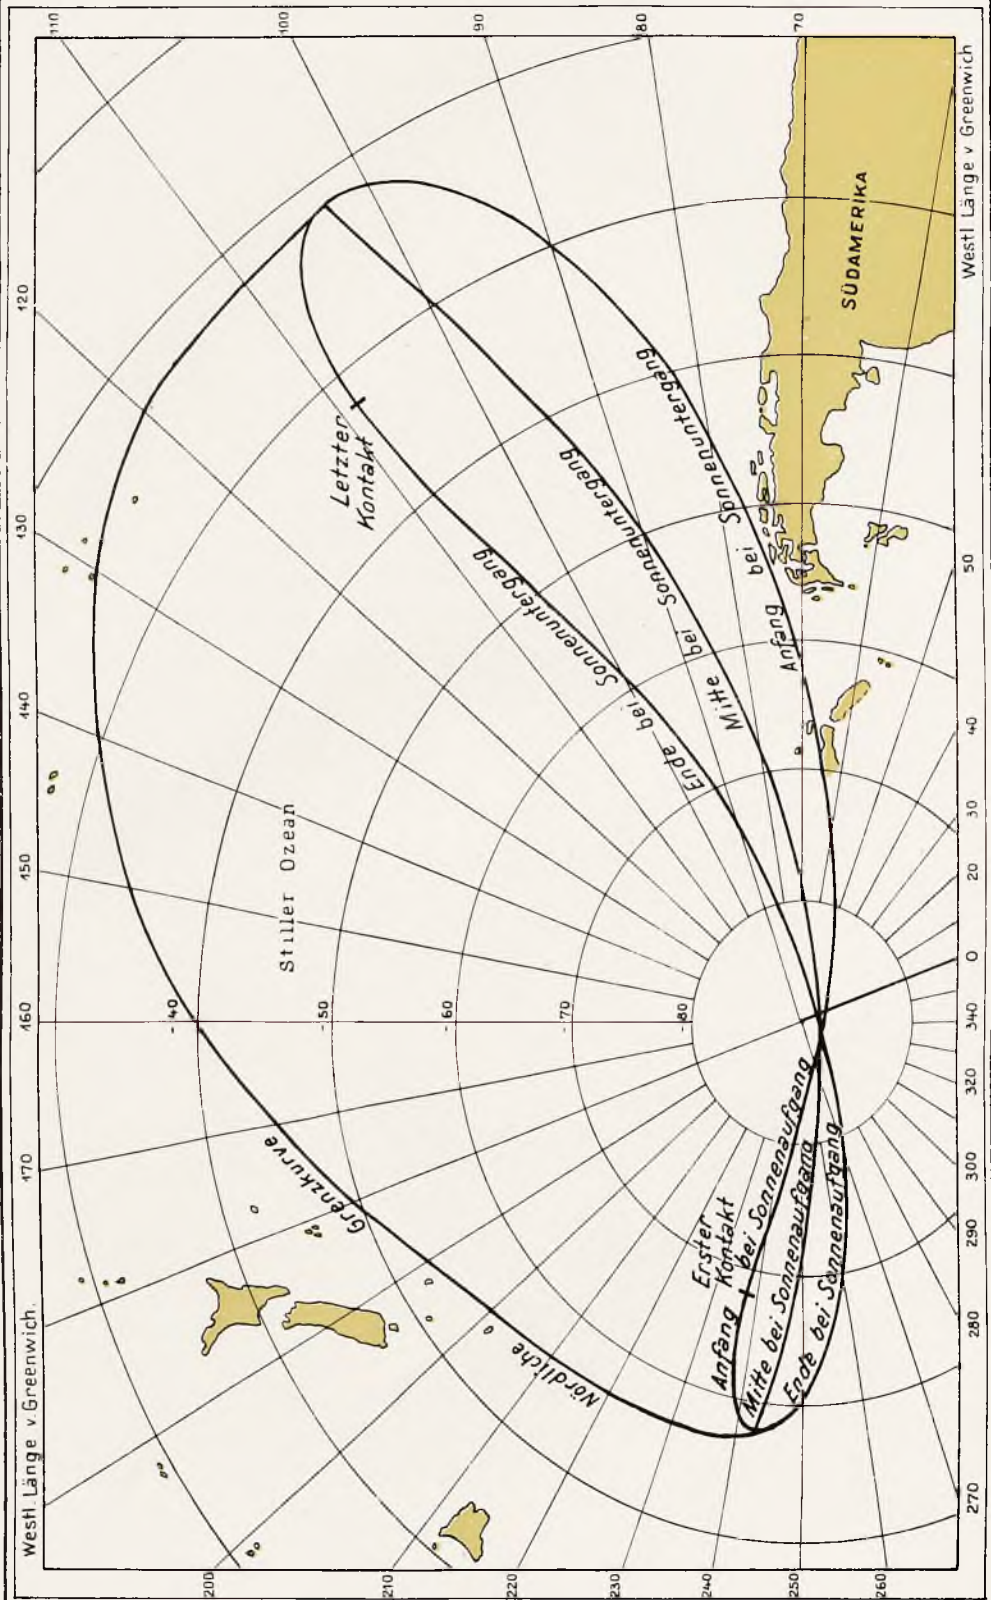 110
100
90
80
70
Westl. Länge v. Greenwich
120
130
140
150
160
170
Westl. Länge v. Greenwich.
200
210
220
230
240
250
260
270
280
290
300
320
340
0
20
30
40
50
SÜDAMERIKA
Stiller Ozean
- 40
- 50
- 60
- 70
- 80
Letzter
Kontakt
Ende bei Sonnenuntergang
Mitte bei Sonnenuntergang
Anfang bei Sonnenuntergang
Nördliche Grenzkurve
Erster
Kontakt
Anfang bei Sonnenaufgang
Mitte bei Sonnenaufgang
Ende bei Sonnenaufgang